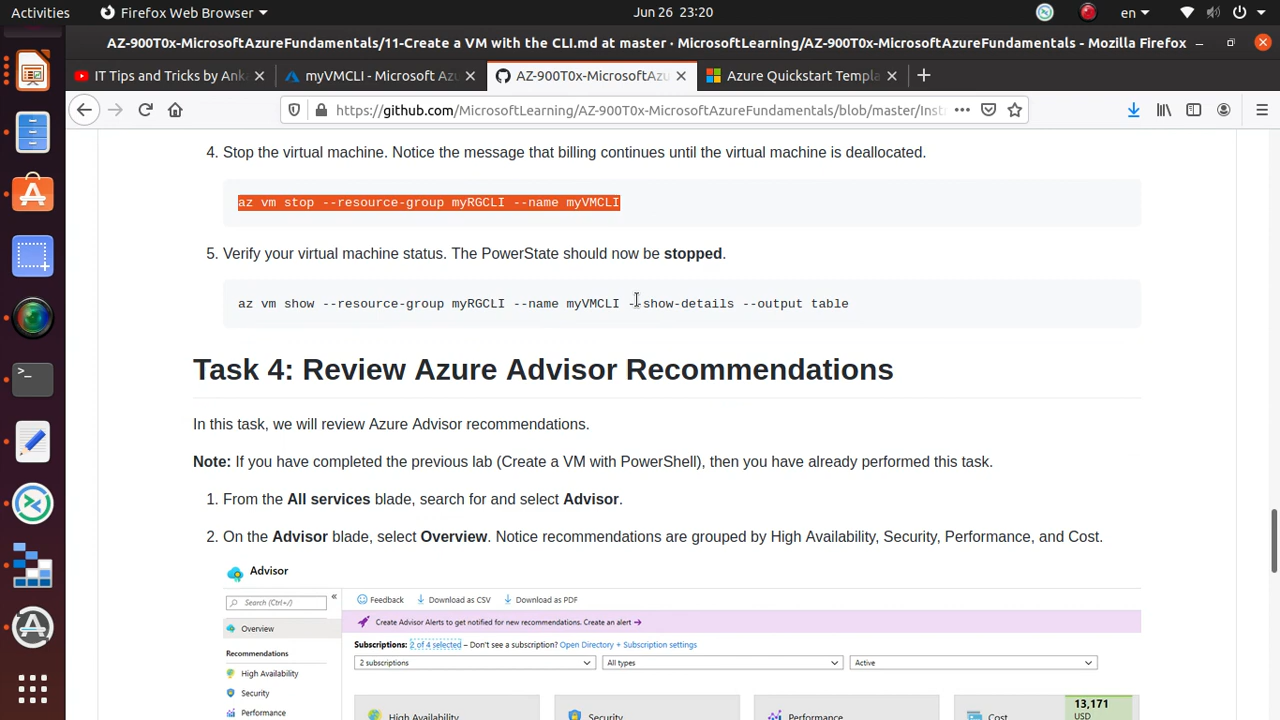 Activities
Firefox Web Browser
Jun 26 23:20
en
AZ-900T0x-MicrosoftAzureFundamentals/11-Create a VM with the CLI.md at master · MicrosoftLearning/AZ-900T0x-MicrosoftAzureFundamentals - Mozilla Firefox
IT Tips and Tricks by Ank
myVMCLI - Microsoft Az
AZ-900T0x-MicrosoftAzu
Azure Quickstart Templa
https://github.com/MicrosoftLearning/AZ-900T0x-MicrosoftAzureFundamentals/blob/master/Inst
4. Stop the virtual machine. Notice the message that billing continues until the virtual machine is deallocated.
az vm stop --resource-group myRGCLI --name myVMCLI
5. Verify your virtual machine status. The PowerState should now be stopped.
az vm show --resource-group myRGCLI --name myVMCLI --show-details --output table
Task 4: Review Azure Advisor Recommendations
In this task, we will review Azure Advisor recommendations.
Note: If you have completed the previous lab (Create a VM with PowerShell), then you have already performed this task.
1. From the All services blade, search for and select Advisor.
2. On the Advisor blade, select Overview. Notice recommendations are grouped by High Availability, Security, Performance, and Cost.
Advisor
Search (Ctrl+/)
Feedback
Download as CSV
Download as PDF
Overview
Create Advisor Alerts to get notified for new recommendations. Create an alert →
Subscriptions: 2 of 4 selected – Don't see a subscription? Open Directory + Subscription settings
Recommendations
2 subscriptions
All types
Active
High Availability
Security
Performance
High Availability
Security
Performance
Cost
13,171
USD